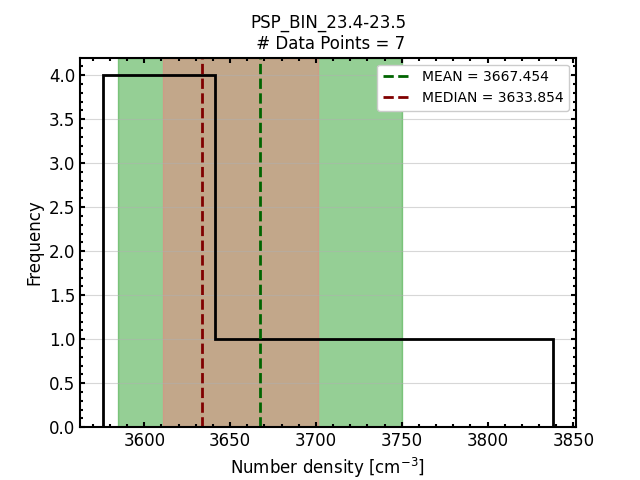 PSP_BIN_23.4-23.5
# Data Points = 7
MEAN = 3667.454
MEDIAN = 3633.854
4.0
3.5
3.0
2.5
2.0
1.5
1.0
0.5
0.0
Frequency
3600 3650 3700 3750 3800 3850
Number density [cm⁻³]